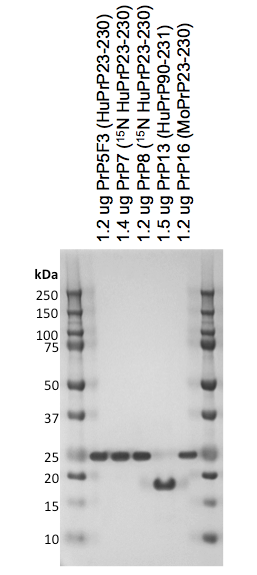 1.2 ug PrP5F3 (HuPrP23-230)
1.4 ug PrP7 (¹⁵N HuPrP23-230)
1.2 ug PrP8 (¹⁵N HuPrP23-230)
1.5 ug PrP13 (HuPrP90-231)
1.2 ug PrP16 (MoPrP23-230)
kDa
250
150
100
75
50
37
25
20
15
10